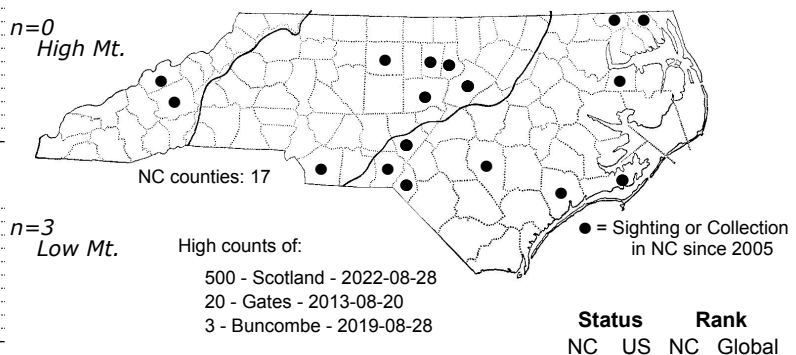 n=0
High Mt.
NC counties: 17
n=3
Low Mt.
High counts of:
500 - Scotland - 2022-08-28
20 - Gates - 2013-08-20
3 - Buncombe - 2019-08-28
● = Sighting or Collection
in NC since 2005
Status Rank
NC US NC Global